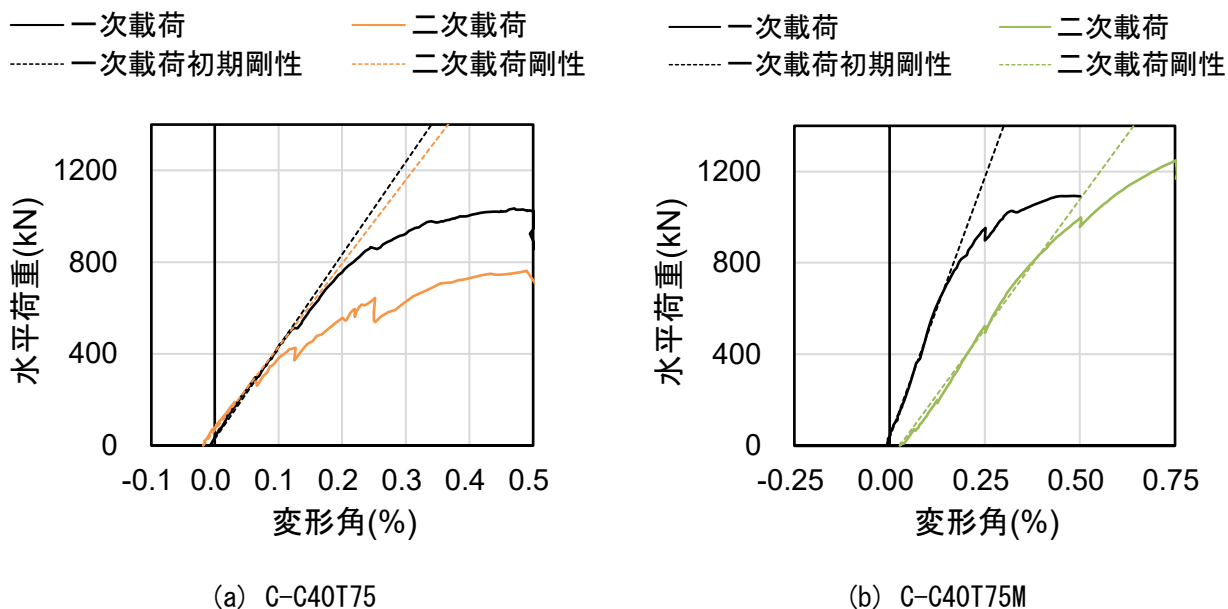 一次載荷
二次載荷
一次載荷初期剛性
二次載荷剛性
1200
800
400
0
-0.1 0.0 0.1 0.2 0.3 0.4 0.5
水平荷重(kN)
変形角(%)
(a) C-C40T75
一次載荷
二次載荷
一次載荷初期剛性
二次載荷剛性
1200
800
400
0
-0.25 0.00 0.25 0.50 0.75
水平荷重(kN)
変形角(%)
(b) C-C40T75M